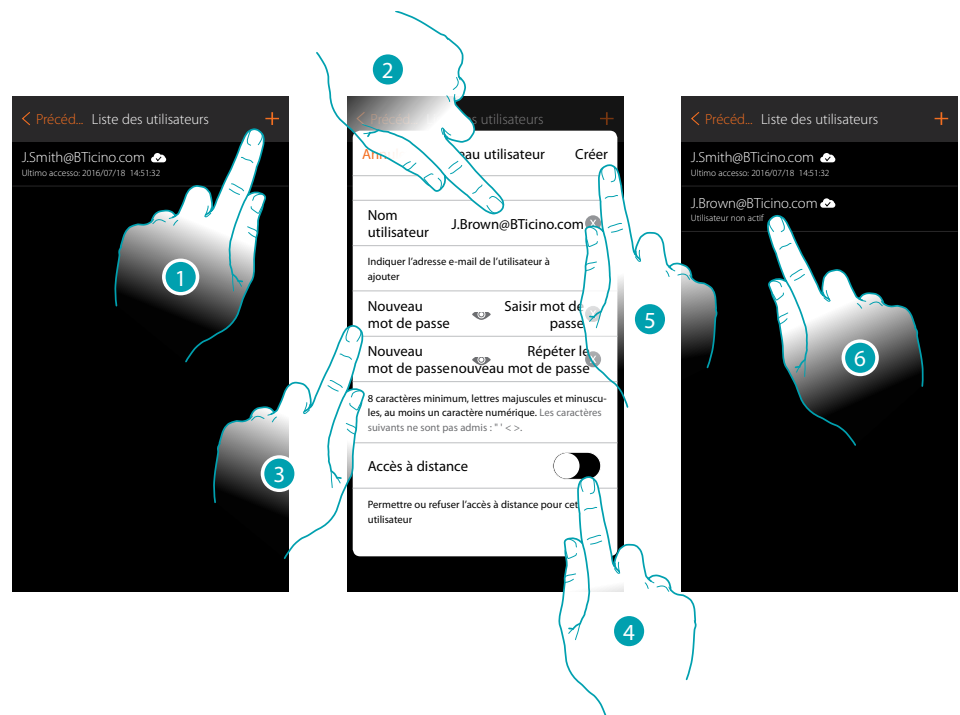 2
< Précéd... Liste des utilisateurs +
J.Smith@BTicino.com
Ultimo accesso: 2016/07/18 14:51:32
1
utilisateurs +
utilisateur Créer
Nom
utilisateur
J.Brown@BTicino.com
Indiquer l'adresse e-mail de l'utilisateur à
ajouter
Nouveau
mot de passe
Saisir mot de
passe
Nouveau
mot de passe
Répéter le
nouveau mot de passe
8 caractères minimum, lettres majuscules et minuscu-
les, au moins un caractère numérique. Les caractères
suivants ne sont pas admis : " ' < >.
Accès à distance
Permettre ou refuser l'accès à distance pour cet
utilisateur
3
4
5
< Précéd... Liste des utilisateurs +
J.Smith@BTicino.com
Ultimo accesso: 2016/07/18 14:51:32
J.Brown@BTicino.com
Utilisateur non actif
6